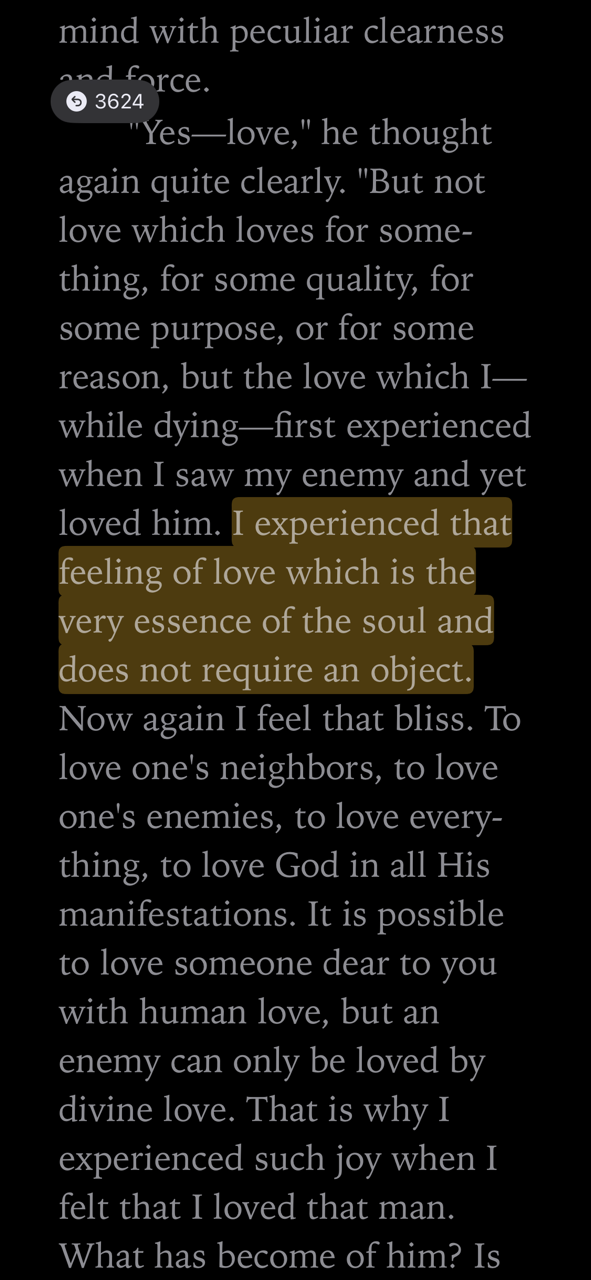 mind with peculiar clearness
and force.
3624
"Yes—love," he thought
again quite clearly. "But not
love which loves for some-
thing, for some quality, for
some purpose, or for some
reason, but the love which I—
while dying—first experienced
when I saw my enemy and yet
loved him. I experienced that
feeling of love which is the
very essence of the soul and
does not require an object.
Now again I feel that bliss. To
love one's neighbors, to love
one's enemies, to love every-
thing, to love God in all His
manifestations. It is possible
to love someone dear to you
with human love, but an
enemy can only be loved by
divine love. That is why I
experienced such joy when I
felt that I loved that man.
What has become of him? Is